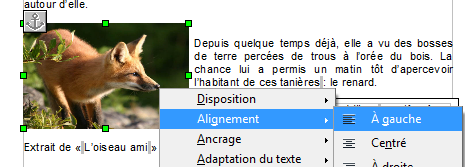 autour d'elle.
Depuis quelque temps déjà, elle a vu des bosses
de terre percées de trous à l'orée du bois. La
chance lui a permis un matin tôt d'apercevoir
l'habitant de ces tanières : le renard.
Disposition
Alignement
À gauche
Extrait de « L'oiseau ami »
Centré
Ancrage
Adaptation du texte
À droite